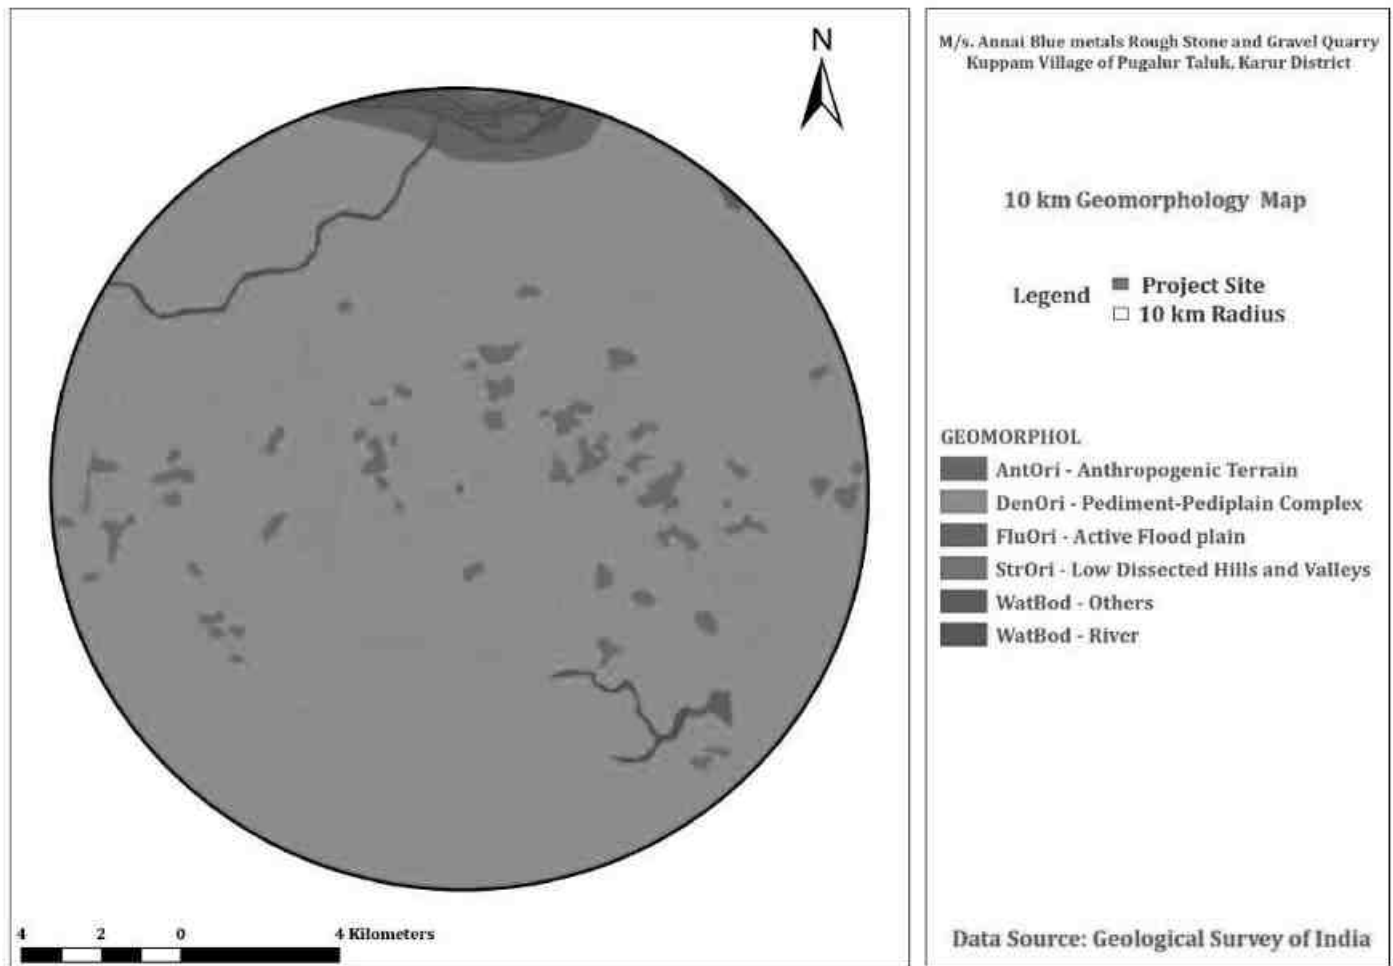 N
M/s. Annai Blue metals Rough Stone and Gravel Quarry
Kuppam Village of Pugalur Taluk, Karur District
10 km Geomorphology Map
Legend
Project Site
10 km Radius
GEOMORPHOL
AntOri - Anthropogenic Terrain
DenOri - Pediment-Pediplain Complex
FluOri - Active Flood plain
StrOri - Low Dissected Hills and Valleys
WatBod - Others
WatBod - River
4 2 0 4 Kilometers
Data Source: Geological Survey of India